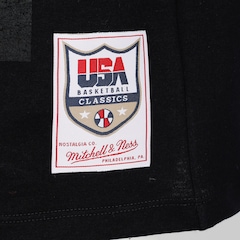 USA
BASKETBALL
CLASSICS
NOSTALGIA CO.
Mitchell & Ness
PHILADELPHIA, PA.